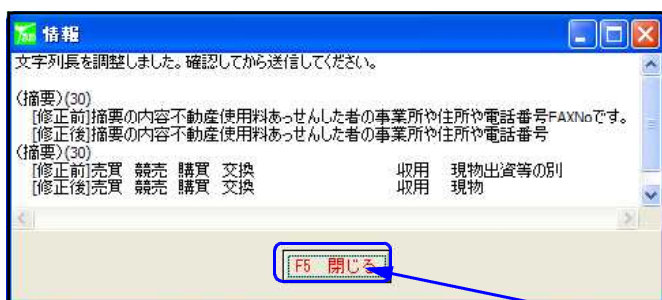 情報
文字列長を調整しました。確認してから送信してください。
(摘要)(30)
[修正前]摘要の内容不動産使用料あっせんした者の事業所や住所や電話番号FAXNoです。
[修正後]摘要の内容不動産使用料あっせんした者の事業所や住所や電話番号
(摘要)(30)
[修正前]売買 競売 購買 交換 収用 現物出資等の別
[修正後]売買 競売 購買 交換 収用 現物
F5 閉じる